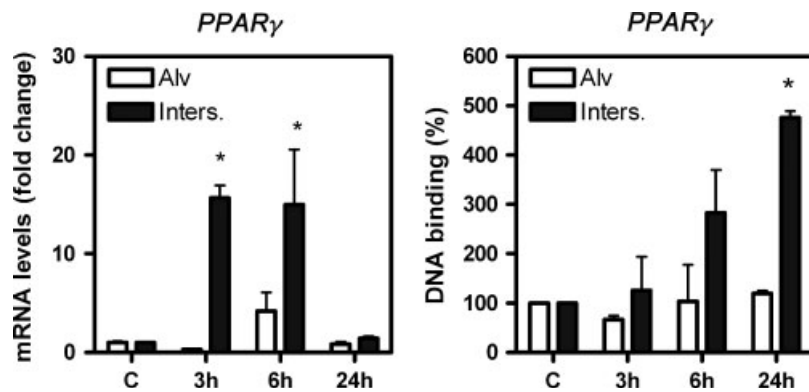 PPARγ
mRNA levels (fold change)
30
20
10
0
Alv
Inters.
*
*
C 3h 6h 24h
PPARγ
DNA binding (%)
600
500
400
300
200
100
0
Alv
Inters.
*
C 3h 6h 24h